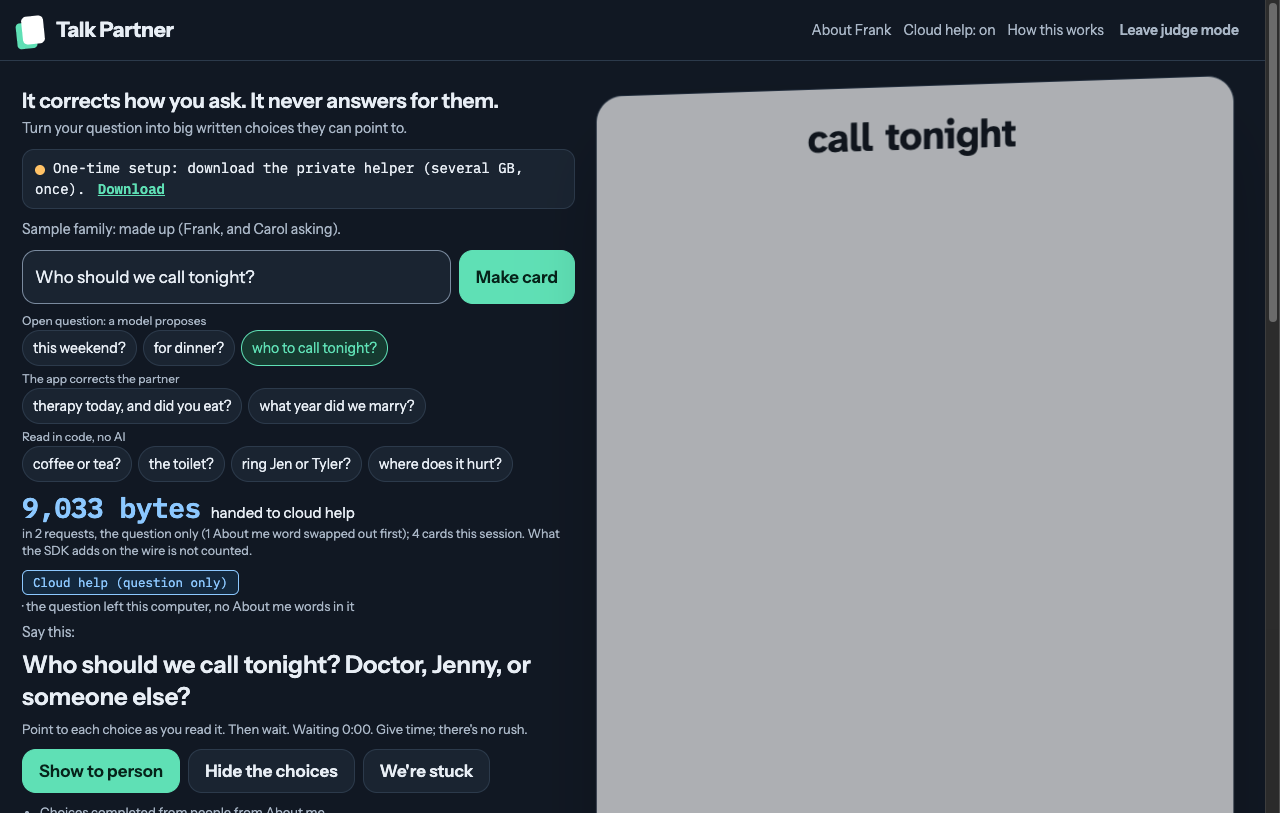 Talk Partner
About Frank
Cloud help: on
How this works
Leave judge mode
It corrects how you ask. It never answers for them.
Turn your question into big written choices they can point to.
One-time setup: download the private helper (several GB,
once). Download
Sample family: made up (Frank, and Carol asking).
Who should we call tonight?
Make card
Open question: a model proposes
this weekend?
for dinner?
who to call tonight?
The app corrects the partner
therapy today, and did you eat?
what year did we marry?
Read in code, no AI
coffee or tea?
the toilet?
ring Jen or Tyler?
where does it hurt?
9,033 bytes handed to cloud help
in 2 requests, the question only (1 About me word swapped out first); 4 cards this session. What
the SDK adds on the wire is not counted.
Cloud help (question only)
· the question left this computer, no About me words in it
Say this:
Who should we call tonight? Doctor, Jenny, or
someone else?
Point to each choice as you read it. Then wait. Waiting 0:00. Give time; there's no rush.
Show to person
Hide the choices
We're stuck
• Choices completed from people from About me
call tonight